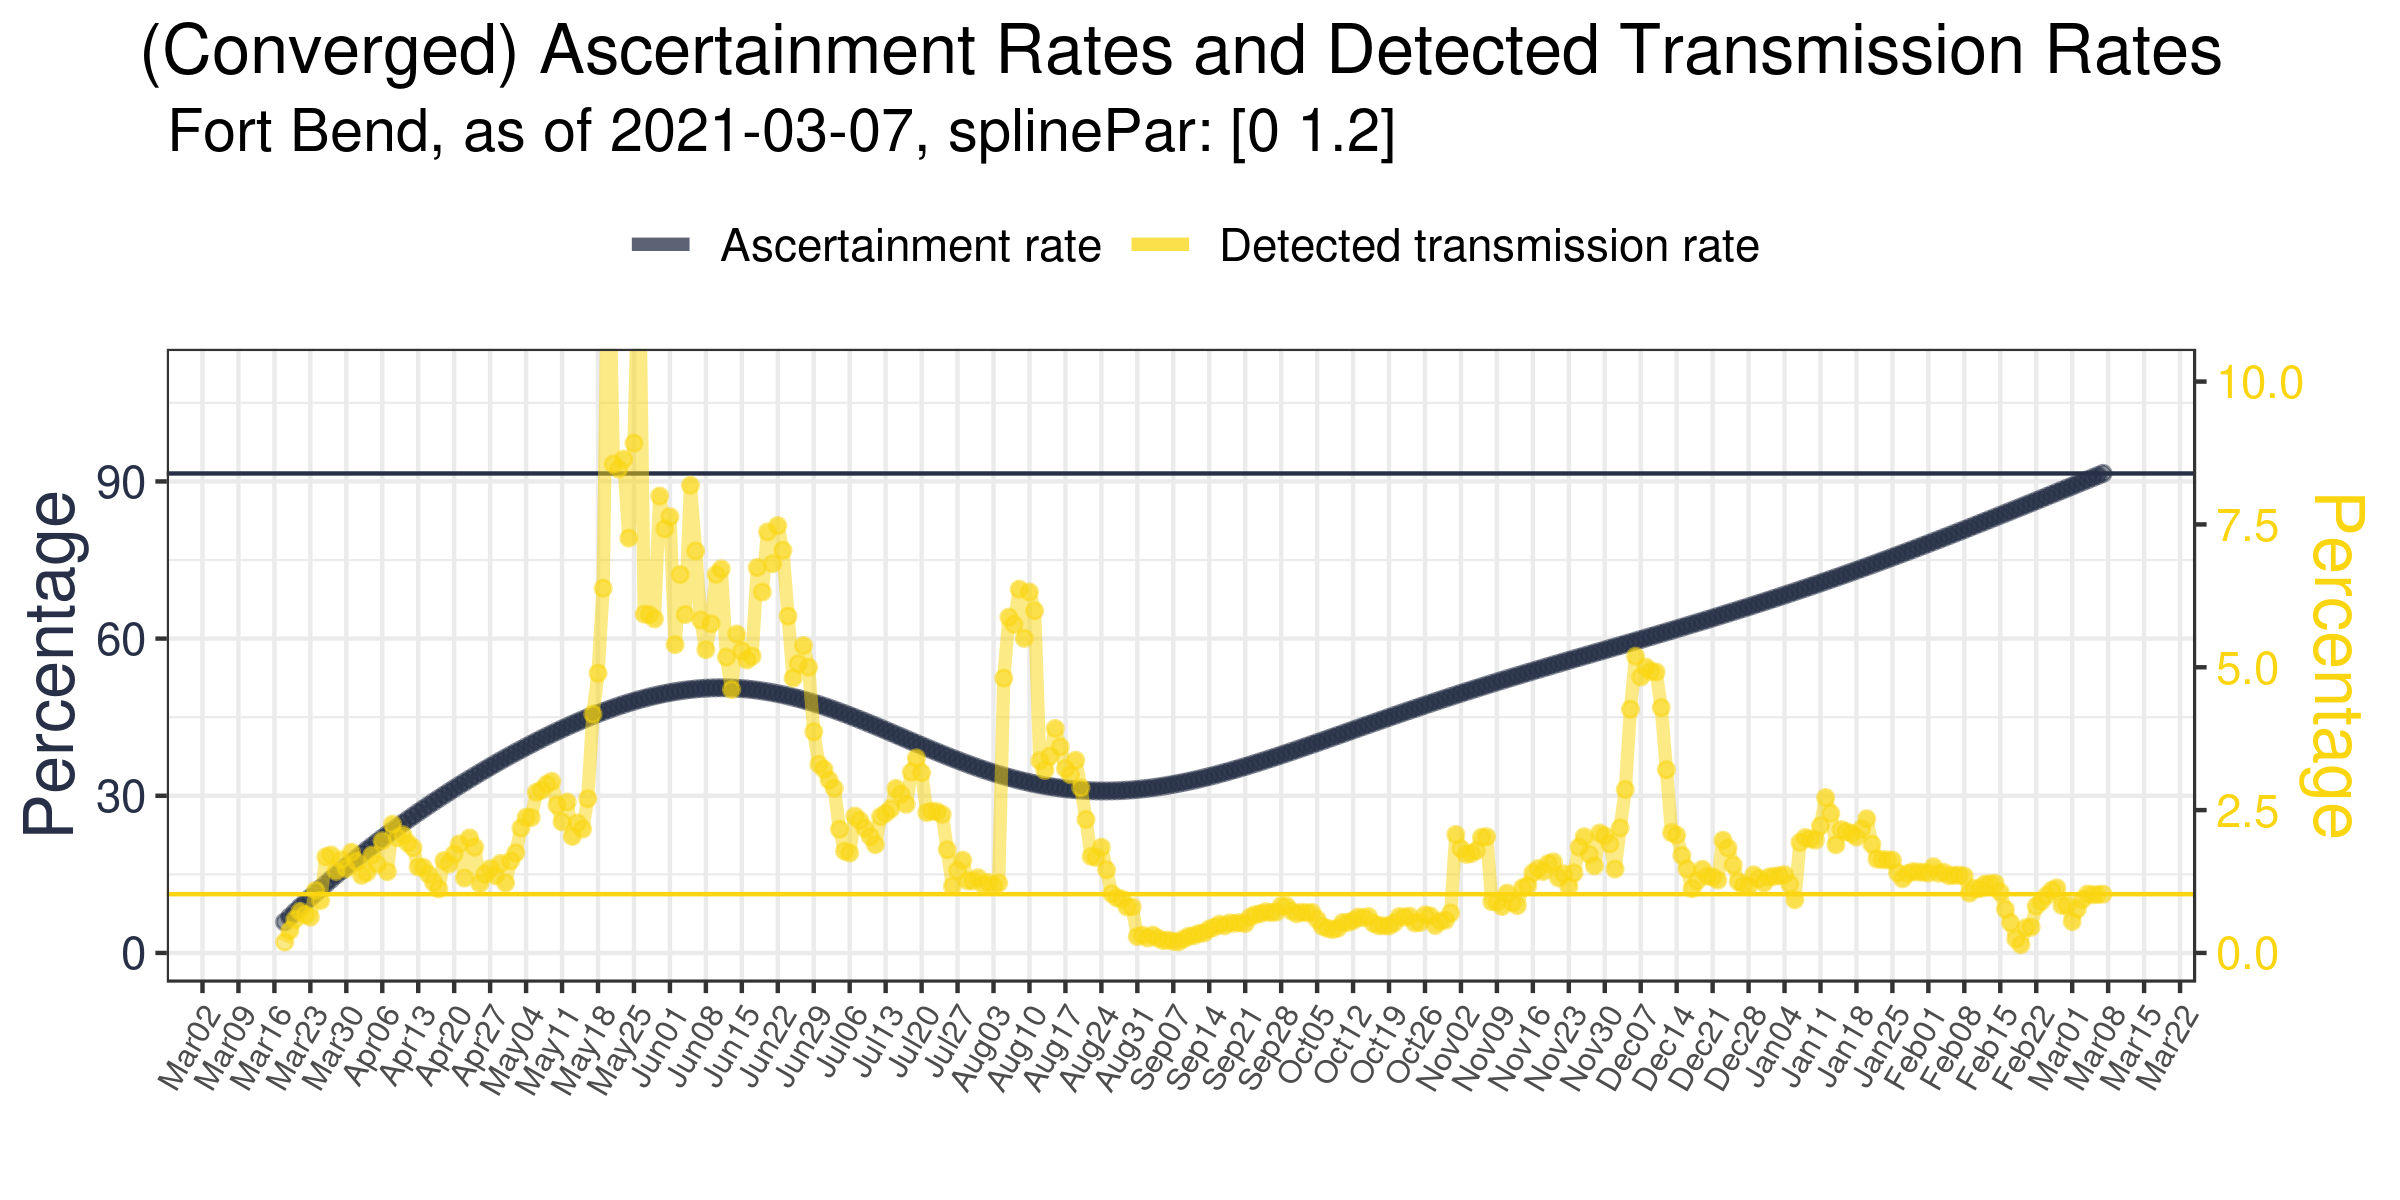 (Converged) Ascertainment Rates and Detected Transmission Rates
Fort Bend, as of 2021-03-07, splinePar: [0 1.2]
Ascertainment rate
Detected transmission rate
Percentage
90
60
30
0
10.0
7.5
5.0
2.5
0.0
Percentage
Mar02
Mar09
Mar16
Mar23
Mar30
Apr06
Apr13
Apr20
Apr27
May04
May11
May18
May25
Jun01
Jun08
Jun15
Jun22
Jun29
Jul06
Jul13
Jul20
Jul27
Aug03
Aug10
Aug17
Aug24
Aug31
Sep07
Sep14
Sep21
Sep28
Oct05
Oct12
Oct19
Oct26
Nov02
Nov09
Nov16
Nov23
Nov30
Dec07
Dec14
Dec21
Dec28
Jan04
Jan11
Jan18
Jan25
Feb01
Feb08
Feb15
Feb22
Mar01
Mar08
Mar15
Mar22